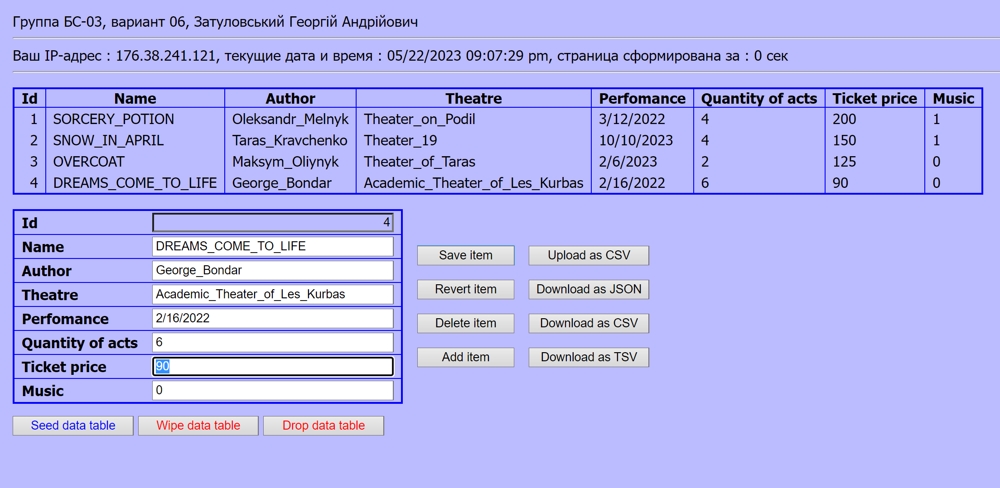 Группа БС-03, вариант 06, Затуловський Георгій Андрійович
Ваш IP-адрес : 176.38.241.121, текущие дата и время : 05/22/2023 09:07:29 pm, страница сформирована за : 0 сек
Id Name Author Theatre Perfomance Quantity of acts Ticket price Music
1 SORCERY_POTION Oleksandr_Melnyk Theater_on_Podil 3/12/2022 4 200 1
2 SNOW_IN_APRIL Taras_Kravchenko Theater_19 10/10/2023 4 150 1
3 OVERCOAT Maksym_Oliynyk Theater_of_Taras 2/6/2023 2 125 0
4 DREAMS_COME_TO_LIFE George_Bondar Academic_Theater_of_Les_Kurbas 2/16/2022 6 90 0
Id 4
Name DREAMS_COME_TO_LIFE
Author George_Bondar
Theatre Academic_Theater_of_Les_Kurbas
Perfomance 2/16/2022
Quantity of acts 6
Ticket price 90
Music 0
Save item Upload as CSV
Revert item Download as JSON
Delete item Download as CSV
Add item Download as TSV
Seed data table Wipe data table Drop data table